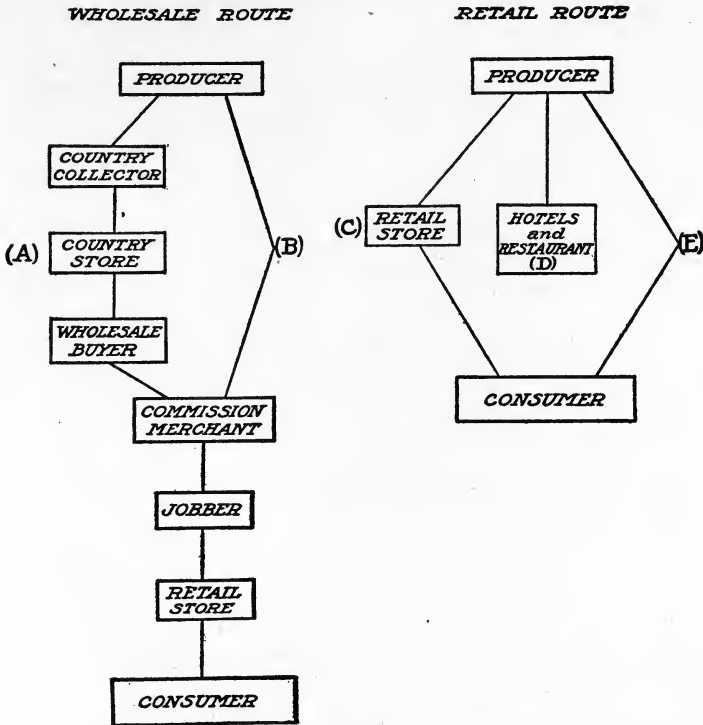 WHOLESALE ROUTE
PRODUCER
COUNTRY
COLLECTOR
(A)
COUNTRY
STORE
(B)
WHOLESALE
BUYER
COMMISSION
MERCHANT
JOBBER
RETAIL
STORE
CONSUMER
RETAIL ROUTE
PRODUCER
(C)
RETAIL
STORE
HOTELS
and
RESTAURANT
(D)
(E)
CONSUMER